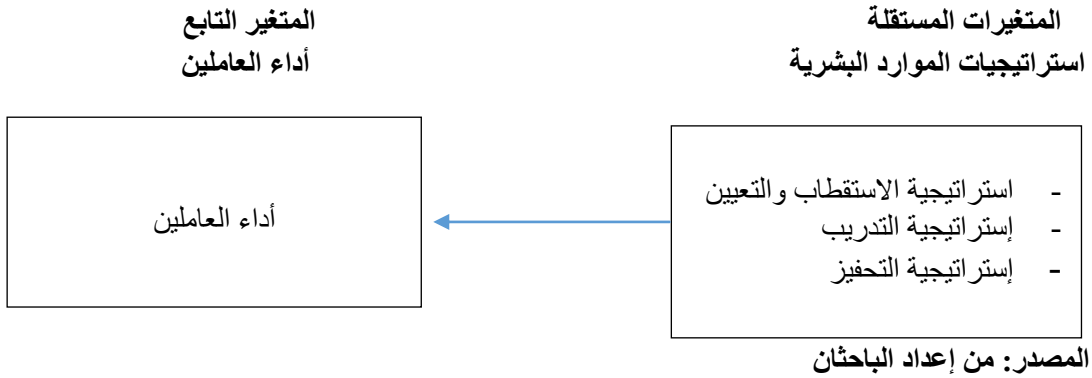 المتغيرات المستقلة
استراتيجيات الموارد البشرية
- استراتيجية الاستقطاب والتعيين
- إستراتيجية التدريب
- إستراتيجية التحفيز
المتغير التابع
أداء العاملين
أداء العاملين
المصدر: من إعداد الباحثان